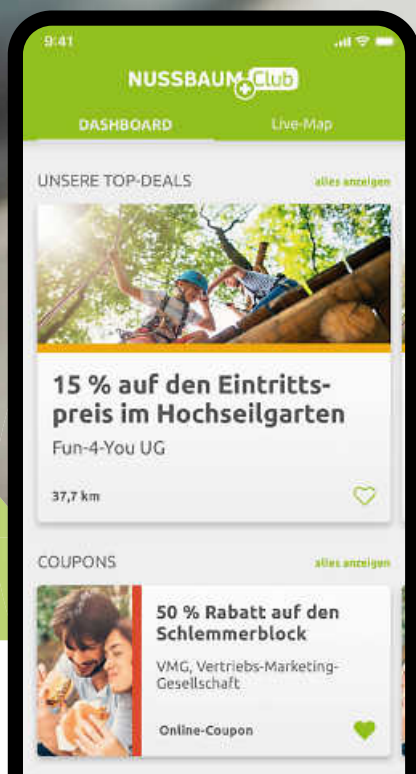 9:41
NUSSBAUM Club
DASHBOARD Live-Map
UNSERE TOP-DEALS alles anzeigen
15 % auf den Eintritts-
preis im Hochseilgarten
Fun-4-You UG
37,7 km
COUPONS alles anzeigen
50 % Rabatt auf den
Schlemmerblock
VMG, Vertriebs-Marketing-
Gesellschaft
Online-Coupon